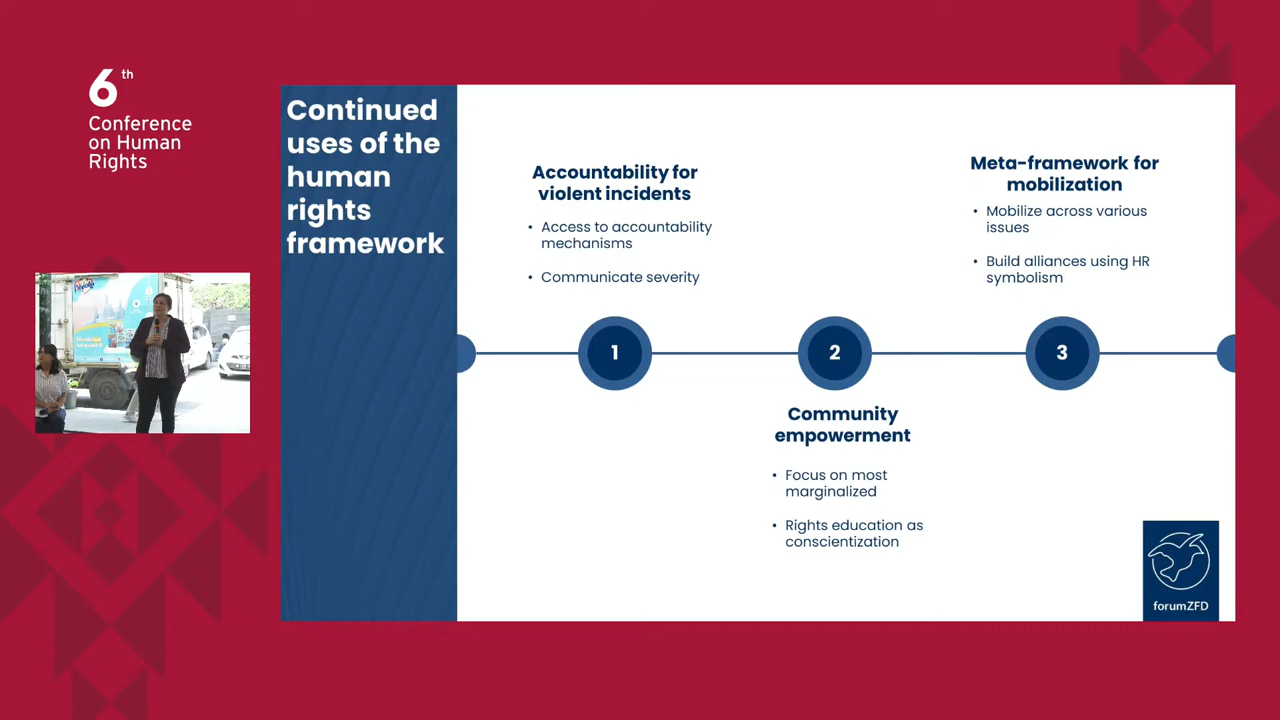 6th
Conference
on Human
Rights
Continued
uses of the
human
rights
framework
Accountability for
violent incidents
• Access to accountability
mechanisms
• Communicate severity
Meta-framework for
mobilization
• Mobilize across various
issues
• Build alliances using HR
symbolism
1
2
3
Community
empowerment
• Focus on most
marginalized
• Rights education as
conscientization
forumZFD